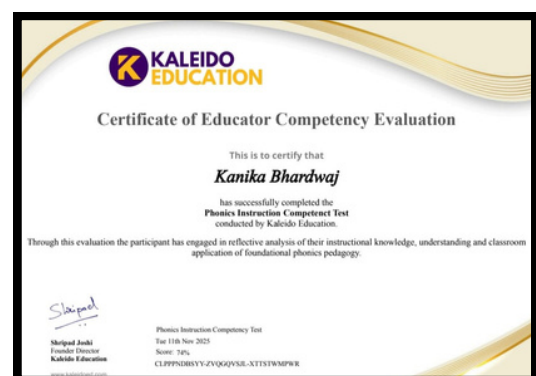 KALEIDO
EDUCATION
Certificate of Educator Competency Evaluation
This is to certify that
Kanika Bhardwaj
has successfully completed the
Phonics Instruction Competenct Test
conducted by Kaleido Education.
Through this evaluation the participant has engaged in reflective analysis of their instructional knowledge, understanding and classroom
application of foundational phonics pedagogy.
Shripad
Shripad Joshi
Founder Director
Kaleido Education
Phonics Instruction Competency Test
Tue 11th Nov 2025
Score: 74%